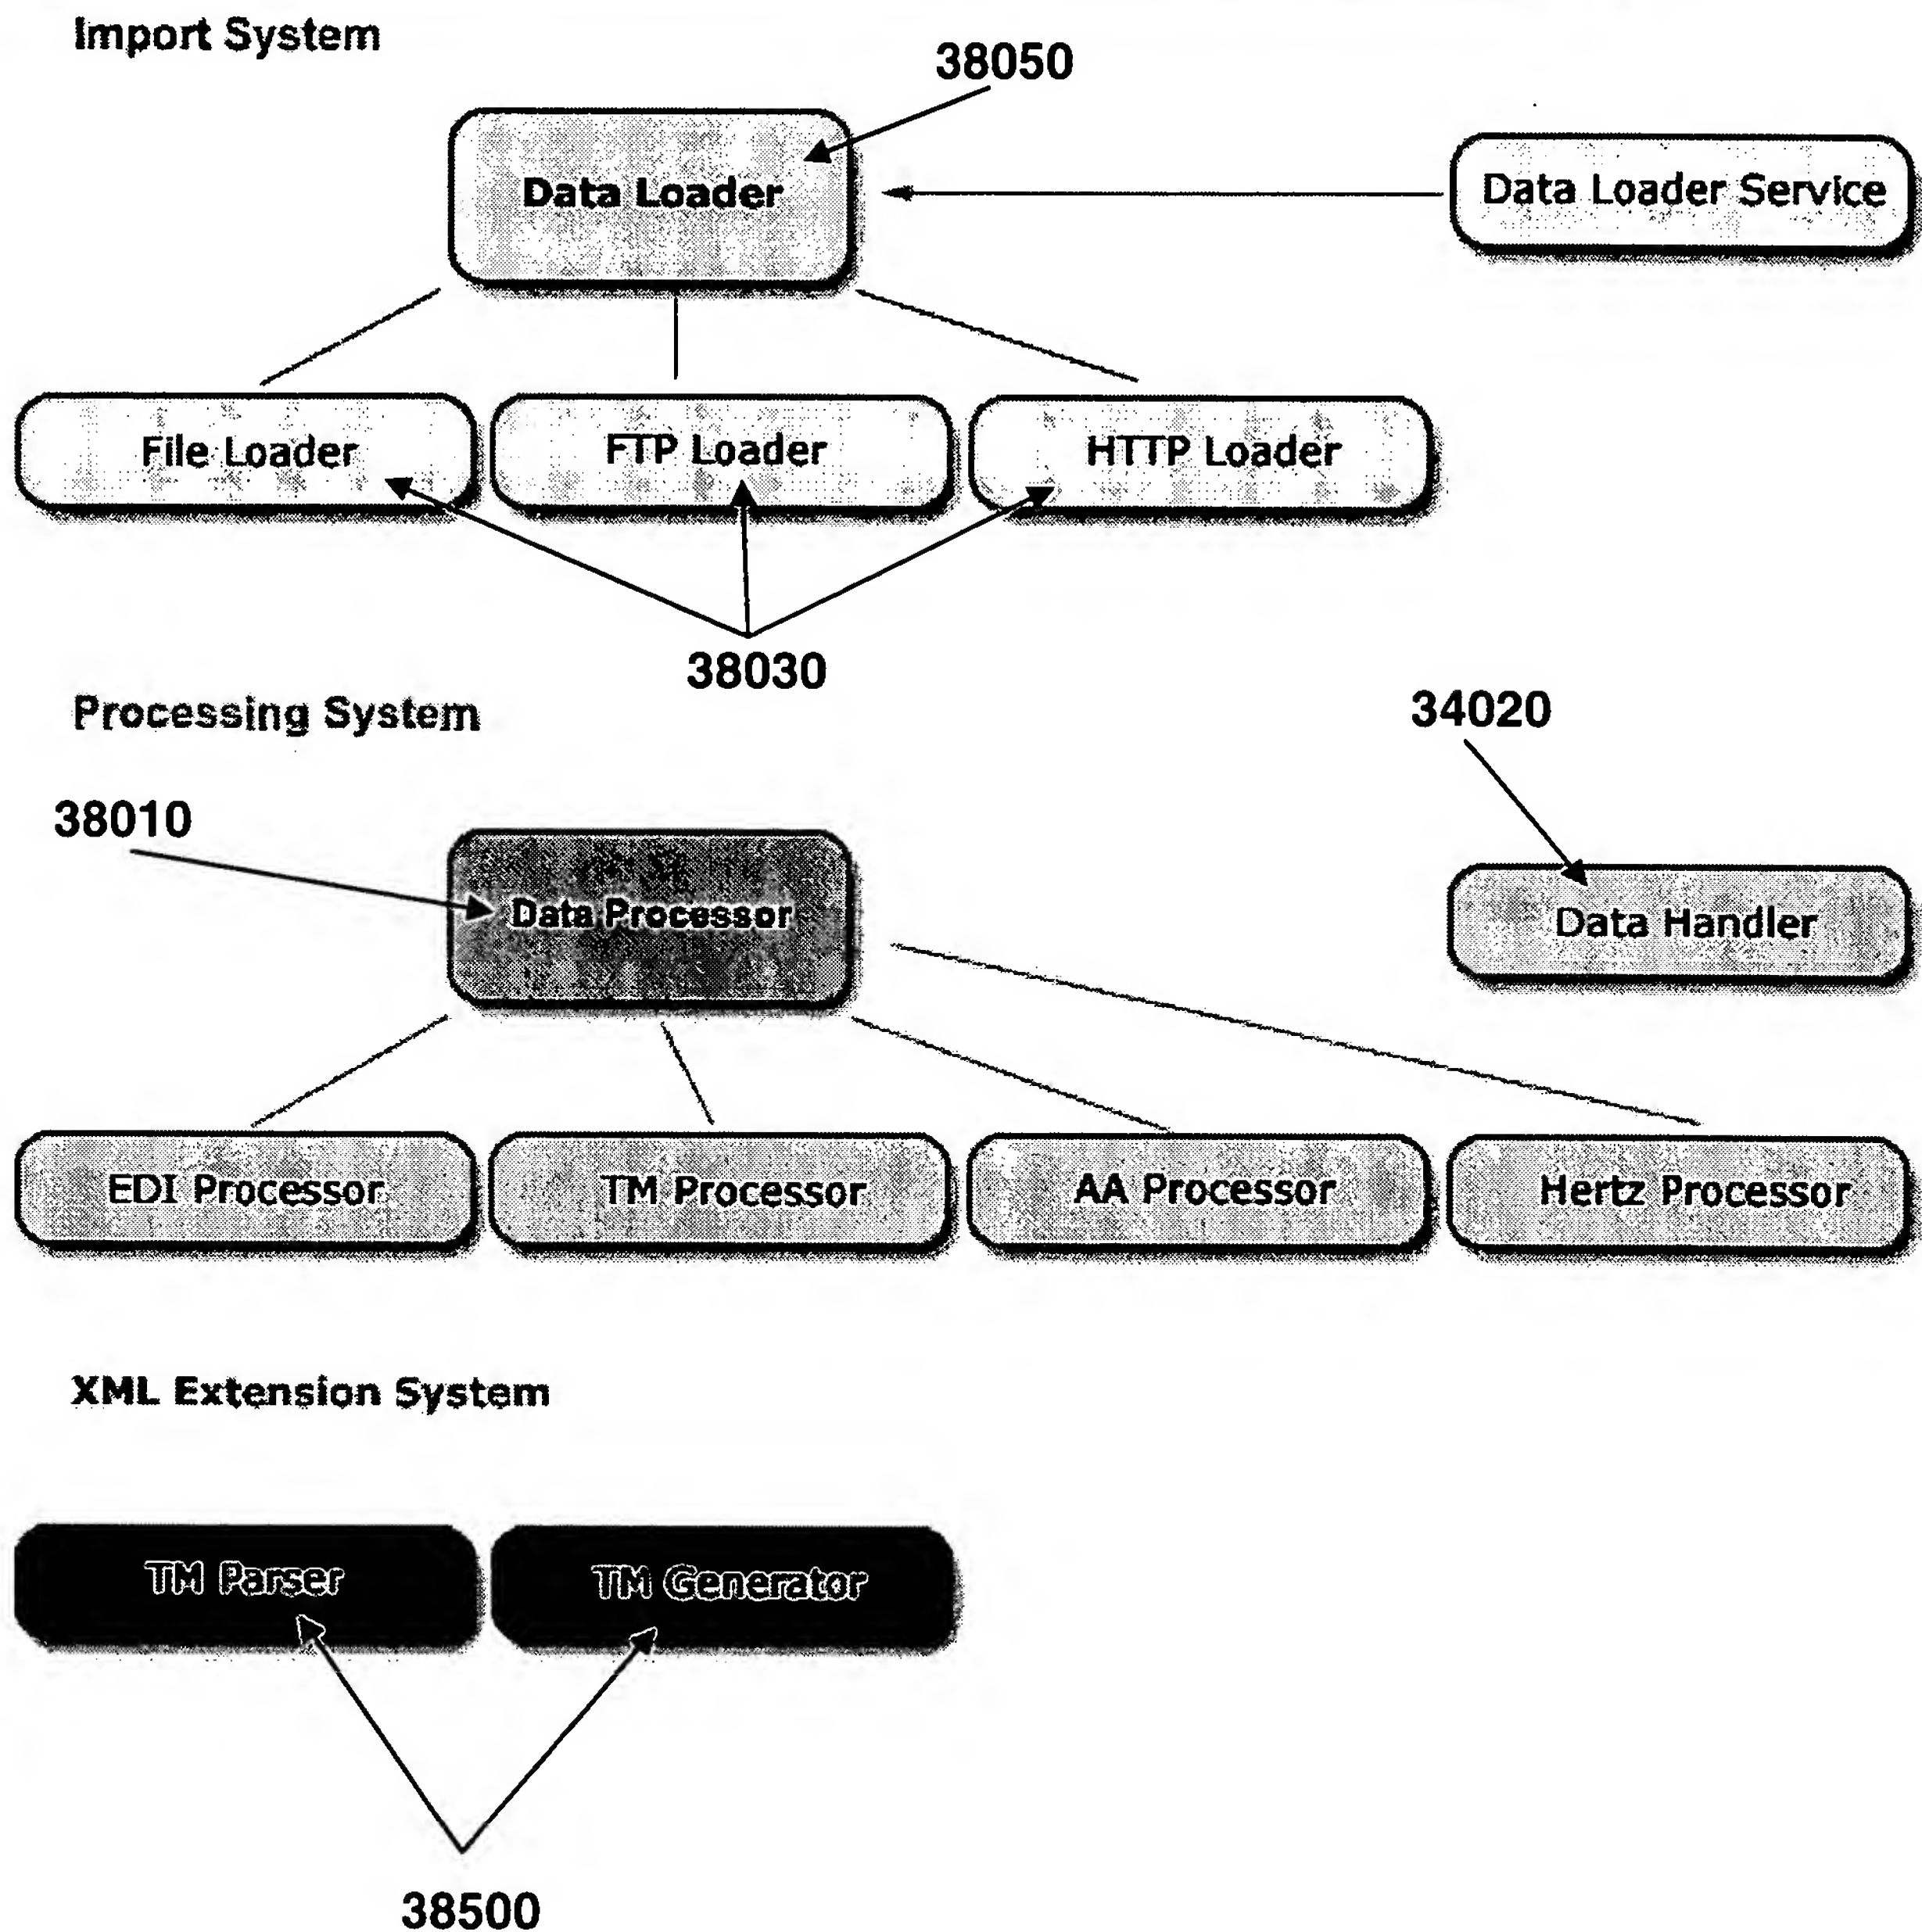 Import System
38050
Data Loader
Data Loader Service
File Loader
FTP Loader
HTTP Loader
38030
Processing System
34020
38010
Data Processor
Data Handler
EDI Processor
TM Processor
AA Processor
Hertz Processor
XML Extension System
TM Parser
TM Generator
38500